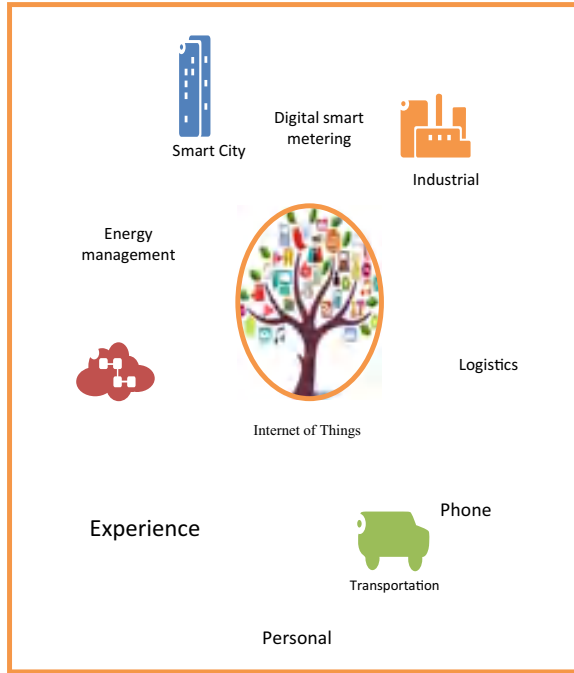 Digital smart
metering
Smart City
Industrial
Energy
management
Logistics
Internet of Things
Phone
Experience
Transportation
Personal